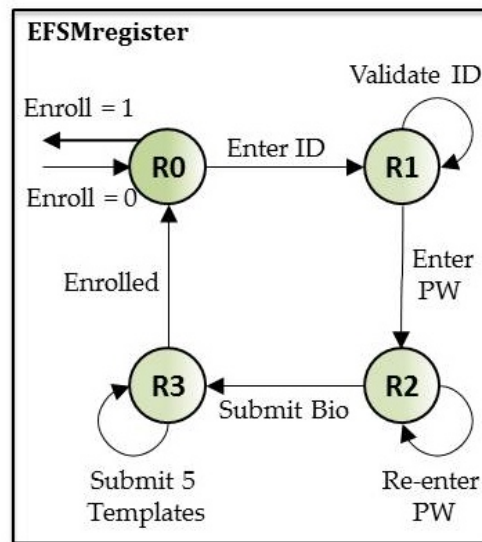 EFSMregister
Validate ID
Enroll = 1
R0
Enter ID
R1
Enroll = 0
Enter
PW
Enrolled
R3
Submit Bio
R2
Submit 5
Templates
Re-enter
PW